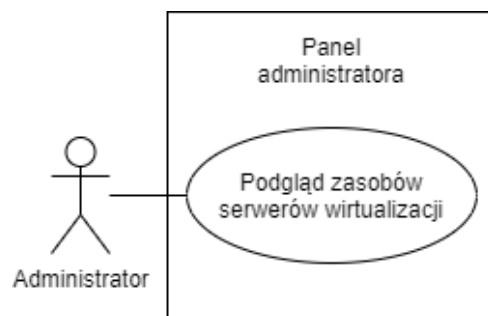 Panel
administratora
Podgląd zasobów
serwerów wirtualizacji
Administrator